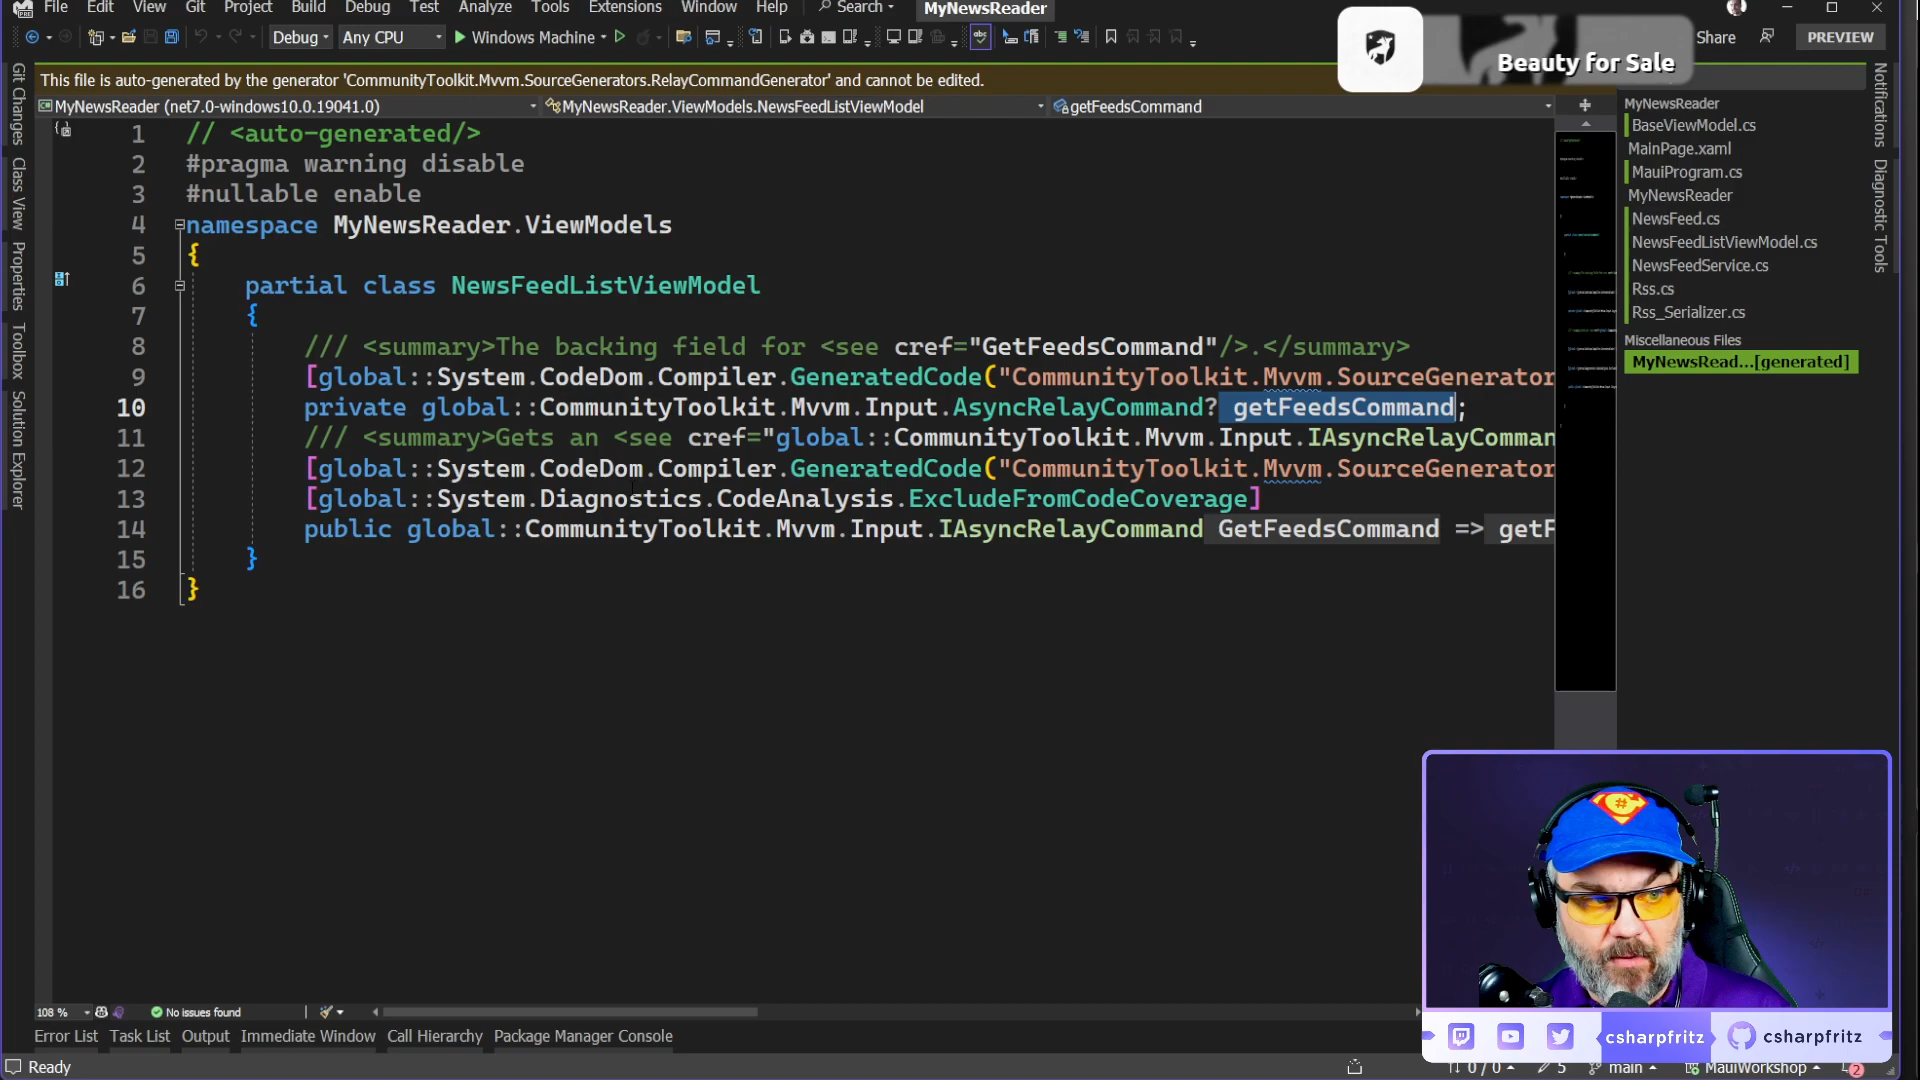 File Edit View Git Project Build Debug Test Analyze Tools Extensions Window Help Search MyNewsReader
Debug Any CPU Windows Machine Share PREVIEW
Beauty for Sale
This file is auto-generated by the generator 'CommunityToolkit.Mvvm.SourceGenerators.RelayCommandGenerator' and cannot be edited.
MyNewsReader (net7.0-windows10.0.19041.0) MyNewsReader.ViewModels.NewsFeedListViewModel getFeedsCommand
1 // <auto-generated/>
2 #pragma warning disable
3 #nullable enable
4 namespace MyNewsReader.ViewModels
5 {
6 partial class NewsFeedListViewModel
7 {
8 /// <summary>The backing field for <see cref="GetFeedsCommand"/>.</summary>
9 [global::System.CodeDom.Compiler.GeneratedCode("CommunityToolkit.Mvvm.SourceGenerator
10 private global::CommunityToolkit.Mvvm.Input.AsyncRelayCommand? getFeedsCommand;
11 /// <summary>Gets an <see cref="global::CommunityToolkit.Mvvm.Input.IAsyncRelayComman
12 [global::System.CodeDom.Compiler.GeneratedCode("CommunityToolkit.Mvvm.SourceGenerator
13 [global::System.Diagnostics.CodeAnalysis.ExcludeFromCodeCoverage]
14 public global::CommunityToolkit.Mvvm.Input.IAsyncRelayCommand GetFeedsCommand => getF
15 }
16 }
Git Changes
Class View
Properties
Toolbox
Solution Explorer
MyNewsReader
BaseViewModel.cs
MainPage.xaml
MauiProgram.cs
MyNewsReader
NewsFeed.cs
NewsFeedListViewModel.cs
NewsFeedService.cs
Rss.cs
Rss_Serializer.cs
Miscellaneous Files
MyNewsRead...[generated]
Notifications
Diagnostic Tools
108 % No issues found
Error List Task List Output Immediate Window Call Hierarchy Package Manager Console
csharpfritz csharpfritz
Ready 0 / 0 5 main MauiWorkshop 2